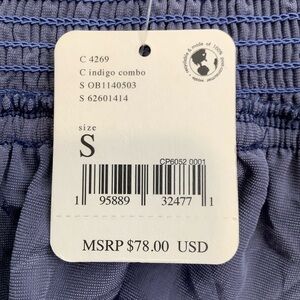 C 4269
C indigo combo
S OB1140503
S 62601414
size
S
CP6052 0001
1 95889 32477 1
MSRP $78.00 USD